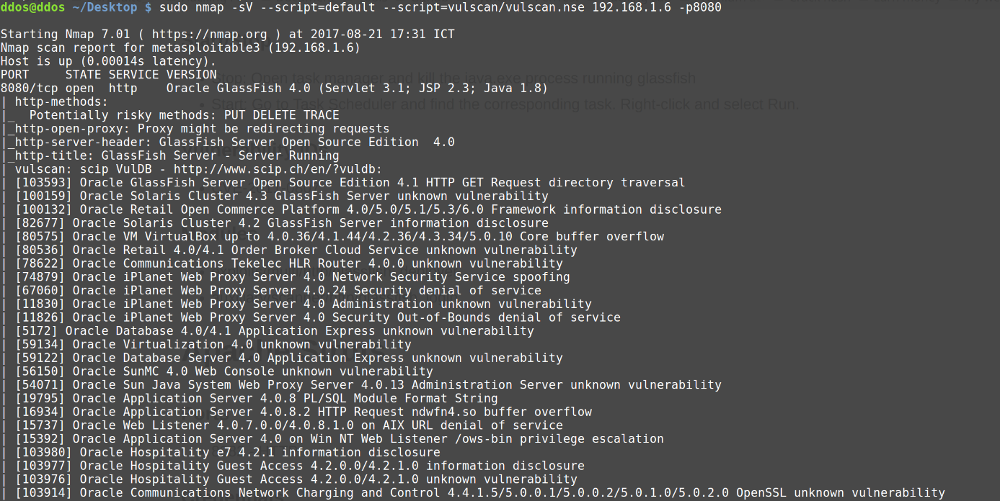 ddos@ddos ~/Desktop $ sudo nmap -sV --script=default --script=vulscan/vulscan.nse 192.168.1.6 -p8080
Starting Nmap 7.01 ( https://nmap.org ) at 2017-08-21 17:31 ICT
Nmap scan report for metasploitable3 (192.168.1.6)
Host is up (0.00014s latency).
PORT     STATE SERVICE VERSION
Stop: Open task manager and kill the java.exe process running glassfish
8080/tcp open  http    Oracle GlassFish 4.0 (Servlet 3.1; JSP 2.3; Java 1.8)
| http-methods:
Start: Go to Task Scheduler and find the corresponding task. Right-click and select Run.
|_  Potentially risky methods: PUT DELETE TRACE
|_http-open-proxy: Proxy might be redirecting requests
|_http-server-header: GlassFish Server Open Source Edition  4.0
|_http-title: GlassFish Server - Server Running
| vulscan: scip VulDB - http://www.scip.ch/en/?vuldb:
| [103593] Oracle GlassFish Server Open Source Edition 4.1 HTTP GET Request directory traversal
| [100159] Oracle Solaris Cluster 4.3 GlassFish Server unknown vulnerability
| [100132] Oracle Retail Open Commerce Platform 4.0/5.0/5.1/5.3/6.0 Framework information disclosure
| [82677] Oracle Solaris Cluster 4.2 GlassFish Server information disclosure
| [80575] Oracle VM VirtualBox up to 4.0.36/4.1.44/4.2.36/4.3.34/5.0.10 Core buffer overflow
| [80536] Oracle Retail 4.0/4.1 Order Broker Cloud Service unknown vulnerability
| [78622] Oracle Communications Tekelec HLR Router 4.0.0 unknown vulnerability
| [74879] Oracle iPlanet Web Proxy Server 4.0 Network Security Service spoofing
| [67060] Oracle iPlanet Web Proxy Server 4.0.24 Security denial of service
| [11830] Oracle iPlanet Web Proxy Server 4.0 Administration unknown vulnerability
| [11826] Oracle iPlanet Web Proxy Server 4.0 Security Out-of-Bounds denial of service
| [5172] Oracle Database 4.0/4.1 Application Express unknown vulnerability
| [59134] Oracle Virtualization 4.0 unknown vulnerability
| [59122] Oracle Database Server 4.0 Application Express unknown vulnerability
| [56150] Oracle SunMC 4.0 Web Console unknown vulnerability
| [54071] Oracle Sun Java System Web Proxy Server 4.0.13 Administration Server unknown vulnerability
| [19795] Oracle Application Server 4.0.8 PL/SQL Module Format String
| [16934] Oracle Application Server 4.0.8.2 HTTP Request ndwfn4.so buffer overflow
| [15737] Oracle Web Listener 4.0.7.0.0/4.0.8.1.0 on AIX URL denial of service
| [15392] Oracle Application Server 4.0 on Win NT Web Listener /ows-bin privilege escalation
| [103980] Oracle Hospitality e7 4.2.1 information disclosure
| [103977] Oracle Hospitality Guest Access 4.2.0.0/4.2.1.0 information disclosure
| [103976] Oracle Hospitality Guest Access 4.2.0.0/4.2.1.0 unknown vulnerability
| [103914] Oracle Communications Network Charging and Control 4.4.1.5/5.0.0.1/5.0.0.2/5.0.1.0/5.0.2.0 OpenSSL unknown vulnerability